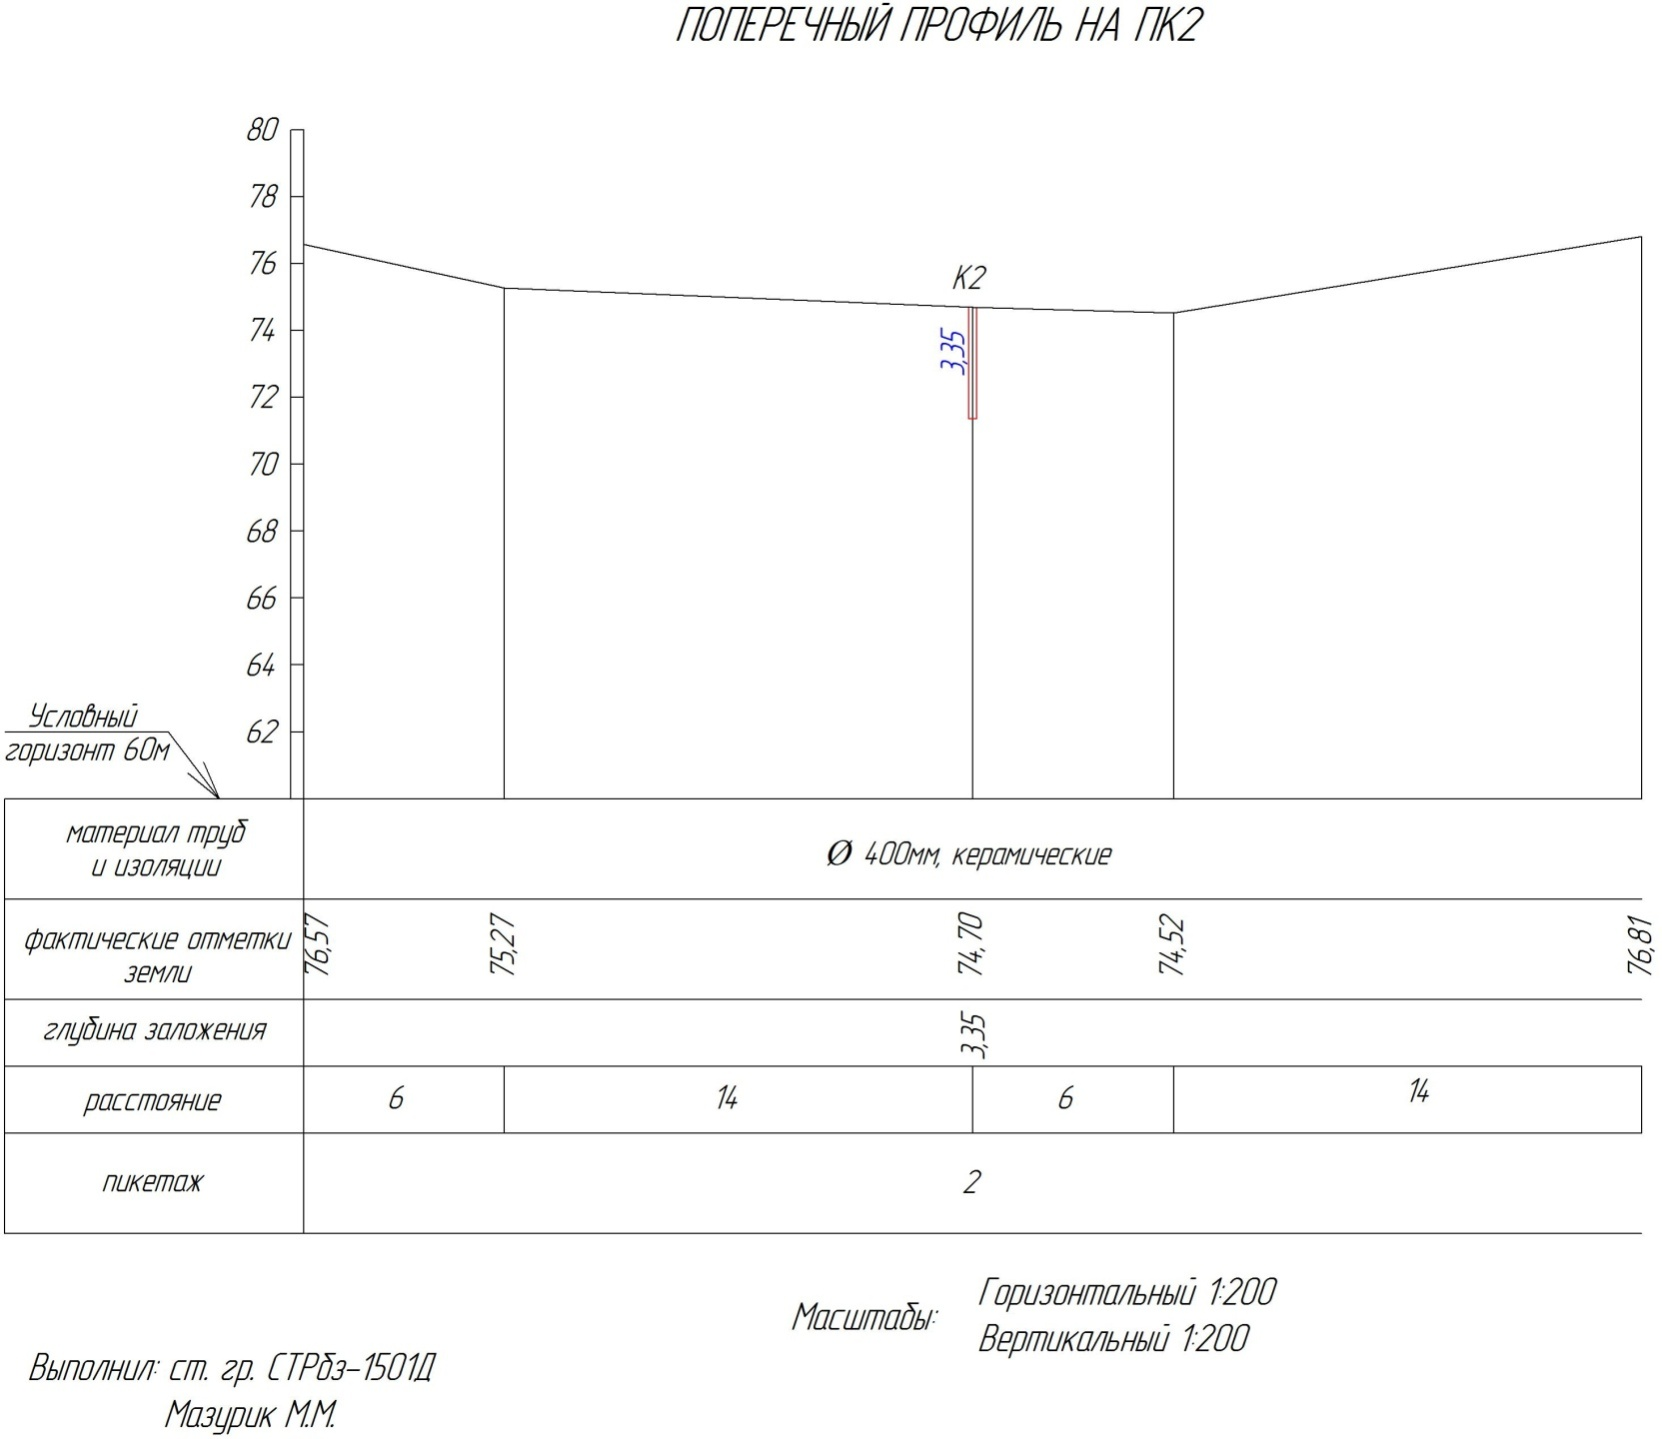 ПОПЕРЕЧНЫЙ ПРОФИЛЬ НА ПК2
80
78
76
74
72
70
68
66
64
62
К2
3,35
Условный
горизонт 60м
материал труб
и изоляции
Ø 400мм, керамические
фактические отметки
земли
76,57
75,27
74,70
74,52
76,81
глубина заложения
3,35
расстояние
6
14
6
14
пикетаж
2
Масштабы:
Горизонтальный 1:200
Вертикальный 1:200
Выполнил: ст. гр. СТРбз-1501Д
Мазурик М.М.